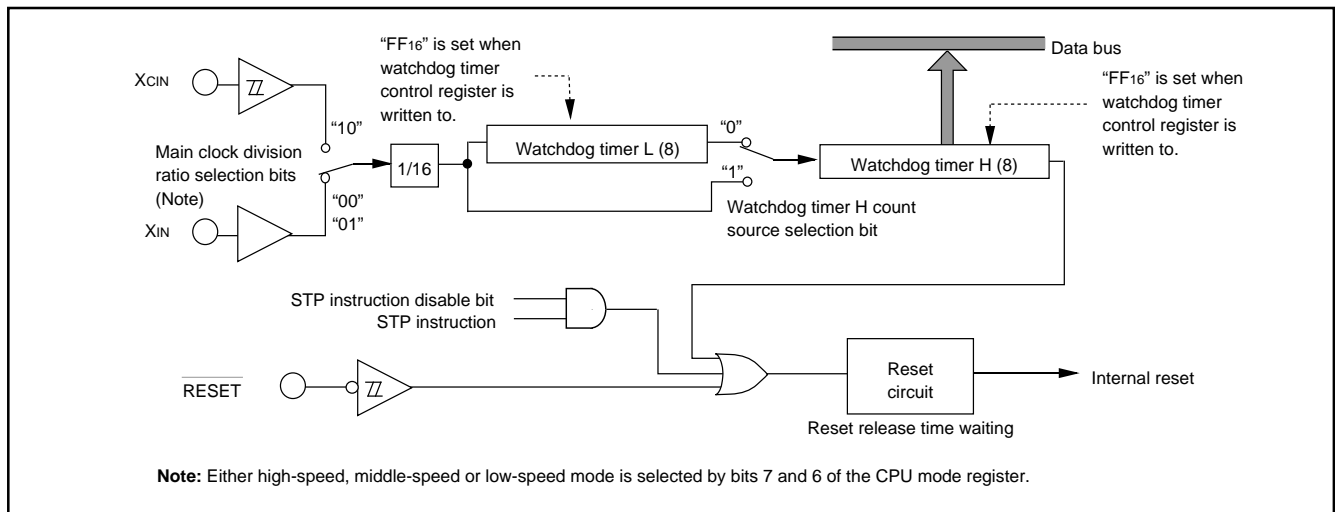 XCIN
“10”
Main clock division
ratio selection bits
(Note)
“00”
“01”
XIN
1/16
“FF16” is set when
watchdog timer
control register is
written to.
Watchdog timer L (8)
“0”
“1”
Watchdog timer H count
source selection bit
Data bus
“FF16” is set when
watchdog timer
control register is
written to.
Watchdog timer H (8)
STP instruction disable bit
STP instruction
RESET
Reset
circuit
Internal reset
Reset release time waiting
Note: Either high-speed, middle-speed or low-speed mode is selected by bits 7 and 6 of the CPU mode register.